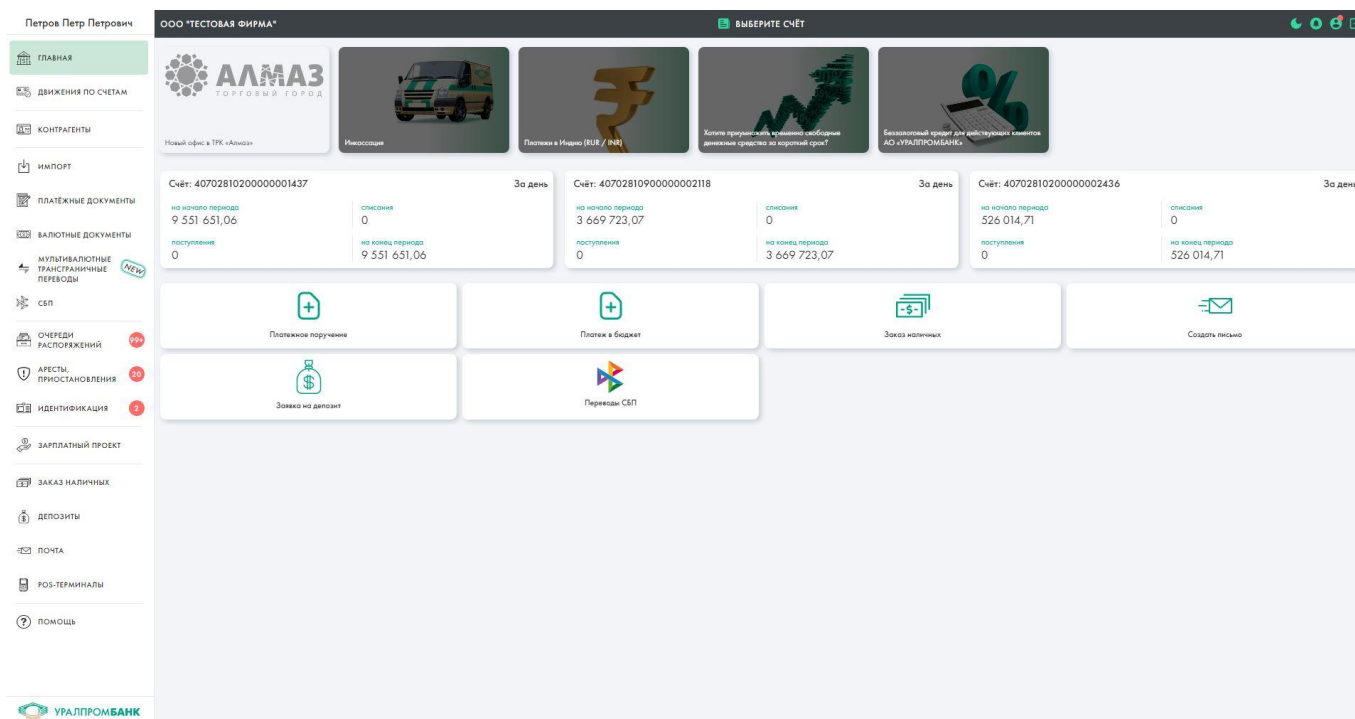 Петров Петр Петрович
ООО "ТЕСТОВАЯ ФИРМА"
ВЫБЕРИТЕ СЧЁТ
ГЛАВНАЯ
ДВИЖЕНИЯ ПО СЧЕТАМ
КОНТРАГЕНТЫ
ИМПОРТ
ПЛАТЁЖНЫЕ ДОКУМЕНТЫ
ВАЛЮТНЫЕ ДОКУМЕНТЫ
МУЛЬТИВАЛЮТНЫЕ
ТРАНСГРАНИЧНЫЕ
ПЕРЕВОДЫ
NEW
СБП
ОЧЕРЕДИ
РАСПОРЯЖЕНИЙ
99+
АРЕСТЫ,
ПРИОСТАНОВЛЕНИЯ
20
ИДЕНТИФИКАЦИЯ
2
ЗАРПЛАТНЫЙ ПРОЕКТ
ЗАКАЗ НАЛИЧНЫХ
ДЕПОЗИТЫ
ПОЧТА
POS-ТЕРМИНАЛЫ
ПОМОЩЬ
УРАЛПРОМБАНК
АЛМАЗ
ТОРГОВЫЙ ГОРОД
Новый офис в ТРК «Алмаз»
Инкассация
Платежи в Индию (RUR / INR)
Хотите приумножить временно свободные
денежные средства за короткий срок?
Беззалоговый кредит для действующих клиентов
АО «УРАЛПРОМБАНК»
Счёт: 40702810200000001437
За день
на начало периода
9 551 651,06
списания
0
поступления
0
на конец периода
9 551 651,06
Счёт: 40702810900000002118
За день
на начало периода
3 669 723,07
списания
0
поступления
0
на конец периода
3 669 723,07
Счёт: 40702810200000002436
За день
на начало периода
526 014,71
списания
0
поступления
0
на конец периода
526 014,71
Платежное поручение
Платеж в бюджет
Заказ наличных
Создать письмо
Заявка на депозит
Переводы СБП